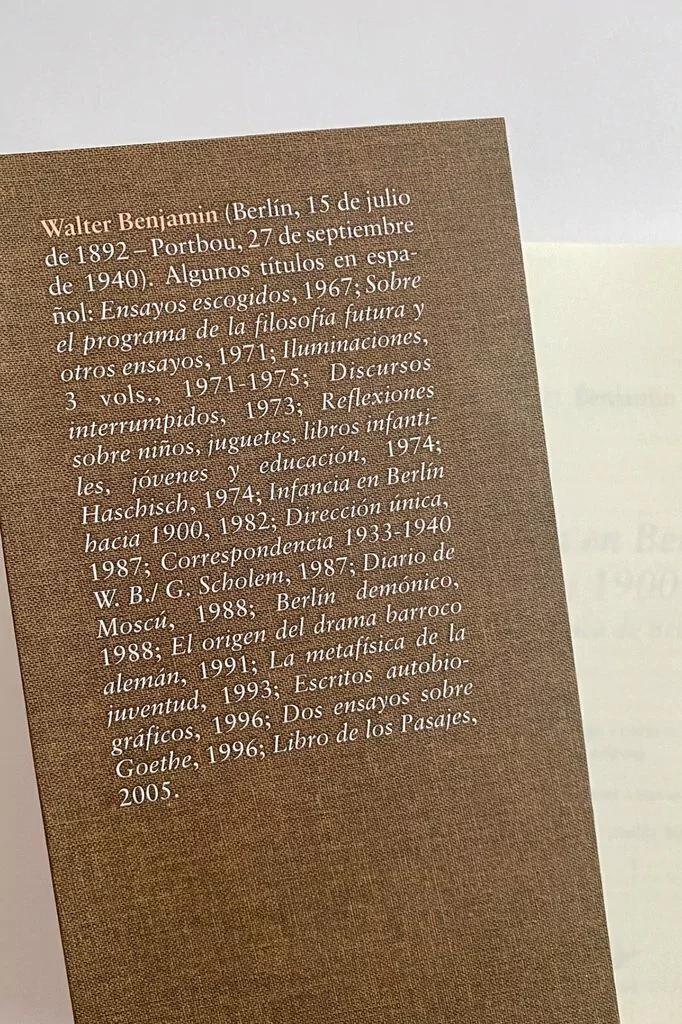 Walter Benjamin (Berlín, 15 de julio
de 1892 – Portbou, 27 de septiembre
de 1940). Algunos títulos en espa-
ñol: Ensayos escogidos, 1967; Sobre
el programa de la filosofía futura y
otros ensayos, 1971; Iluminaciones,
3 vols., 1971-1975; Discursos
interrumpidos, 1973; Reflexiones
sobre niños, juguetes, libros infanti-
les, jóvenes y educación, 1974;
Haschisch, 1974; Infancia en Berlín
hacia 1900, 1982; Dirección única,
1987; Correspondencia 1933-1940
W. B./ G. Scholem, 1987; Diario de
Moscú, 1988; Berlín demónico,
1988; El origen del drama barroco
alemán, 1991; La metafísica de la
juventud, 1993; Escritos autobio-
gráficos, 1996; Dos ensayos sobre
Goethe, 1996; Libro de los Pasajes,
2005.
Benjamin
en Ber
1900